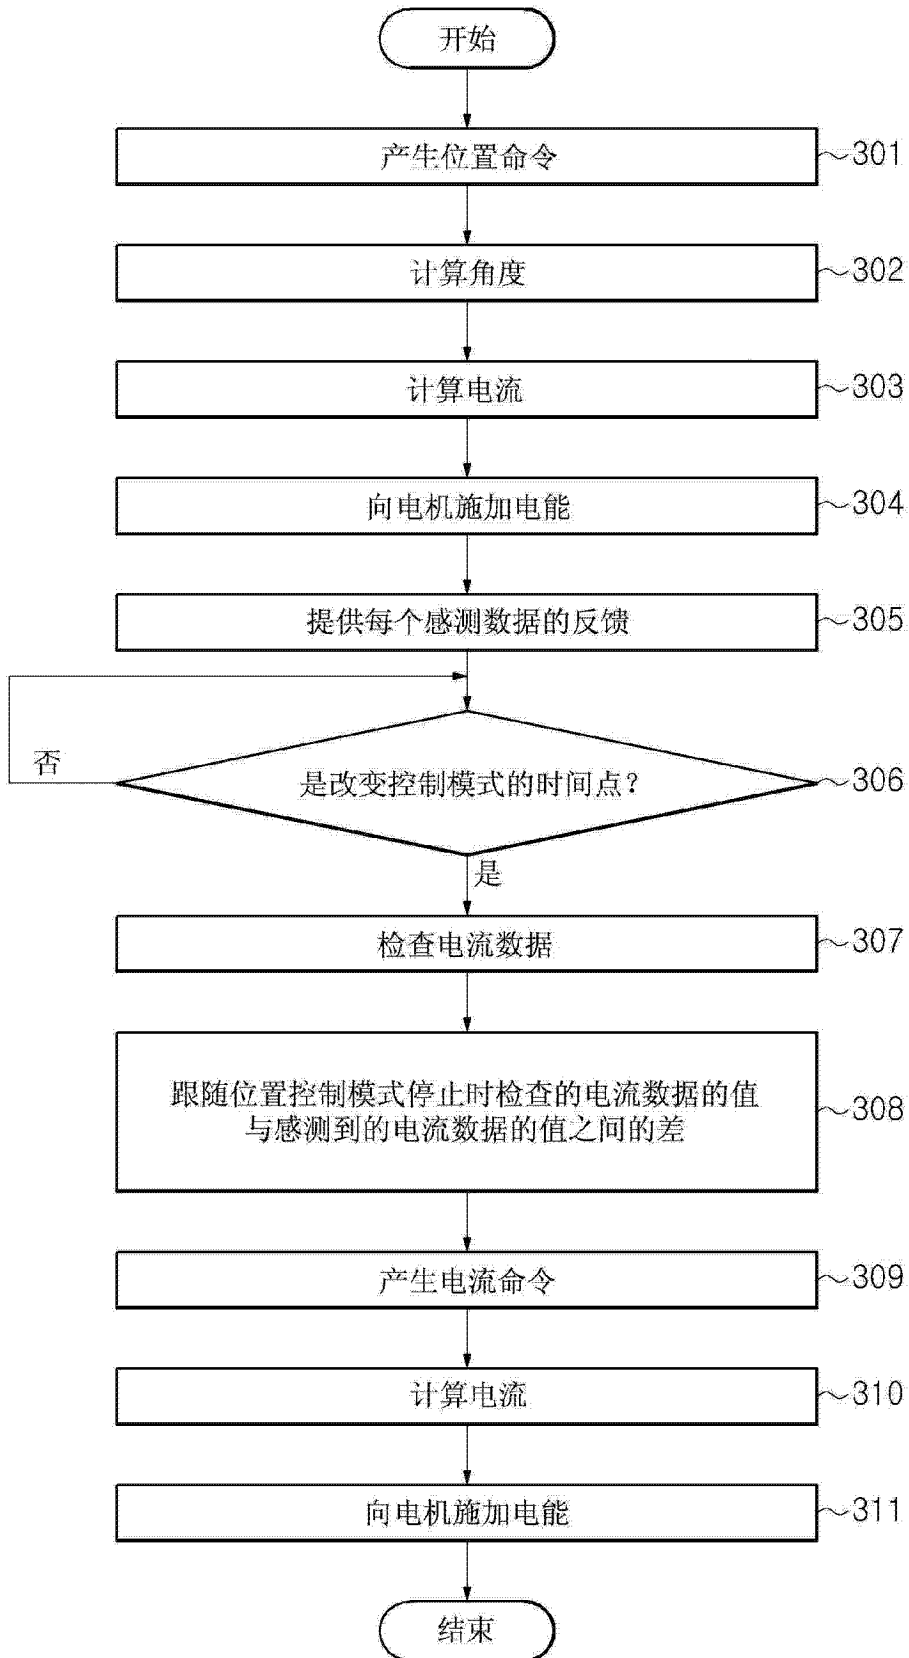 开始
产生位置命令
301
计算角度
302
计算电流
303
向电机施加电能
304
提供每个感测数据的反馈
305
否
是改变控制模式的时间点?
306
是
检查电流数据
307
跟随位置控制模式停止时检查的电流数据的值
与感测到的电流数据的值之间的差
308
产生电流命令
309
计算电流
310
向电机施加电能
311
结束